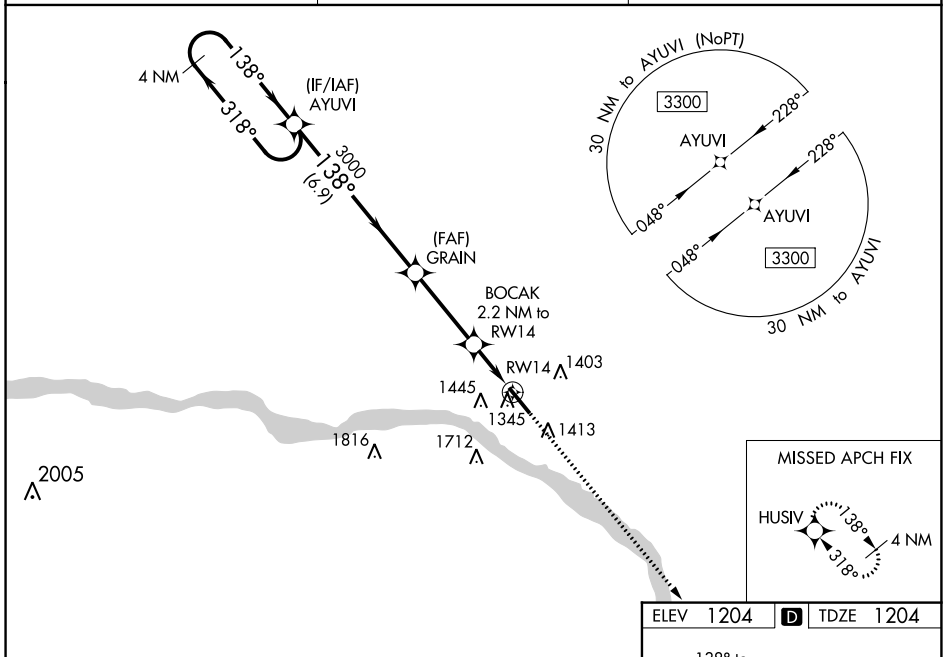 138°
4 NM
318°
(IF/IAF)
AYUVI
3000
138°
(6.9)
(FAF)
GRAIN
BOCAK
2.2 NM to
RW14
RW14
1403
1445
1345
1413
1816
1712
2005
30 NM to AYUVI (NoPT)
3300
228°
AYUVI
048°
228°
AYUVI
048°
3300
30 NM to AYUVI
MISSED APCH FIX
HUSIV
138°
4 NM
318°
ELEV 1204 D TDZE 1204